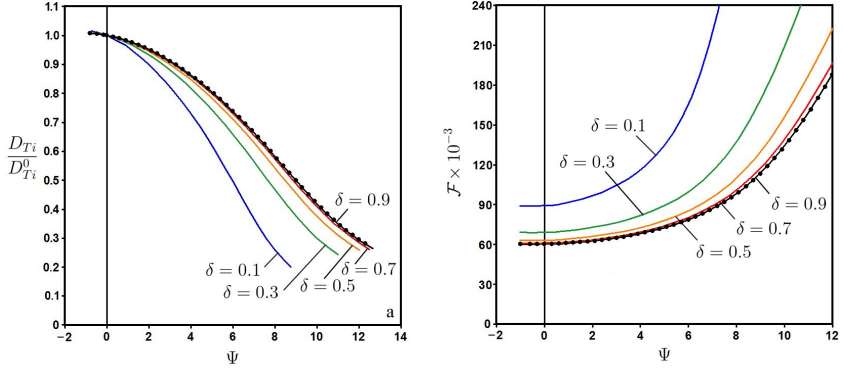 1.1
1
0.9
0.8
0.7
0.6
0.5
0.4
0.3
0.2
0.1
0
D_{Ti}
D^0_{Ti}
δ = 0.9
δ = 0.7
δ = 0.5
δ = 0.3
δ = 0.1
a
−2 0 2 4 6 8 10 12 14
Ψ
240
210
180
150
120
90
60
30
0
ℱ × 10⁻³
δ = 0.1
δ = 0.3
δ = 0.9
δ = 0.7
δ = 0.5
−2 0 2 4 6 8 10 12
Ψ